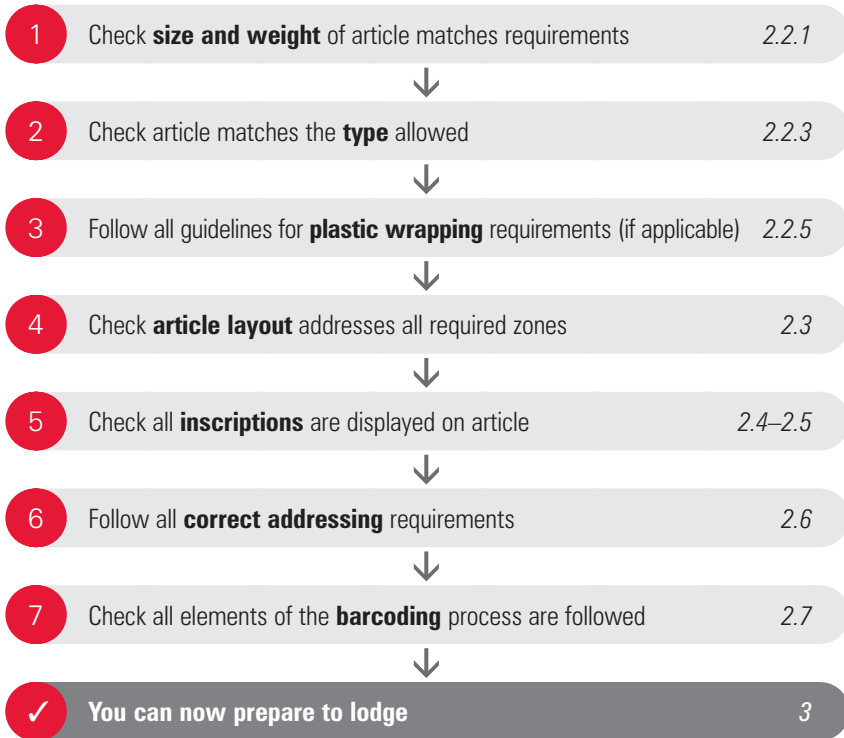 1 Check size and weight of article matches requirements 2.2.1
2 Check article matches the type allowed 2.2.3
3 Follow all guidelines for plastic wrapping requirements (if applicable) 2.2.5
4 Check article layout addresses all required zones 2.3
5 Check all inscriptions are displayed on article 2.4–2.5
6 Follow all correct addressing requirements 2.6
7 Check all elements of the barcoding process are followed 2.7
✓ You can now prepare to lodge 3